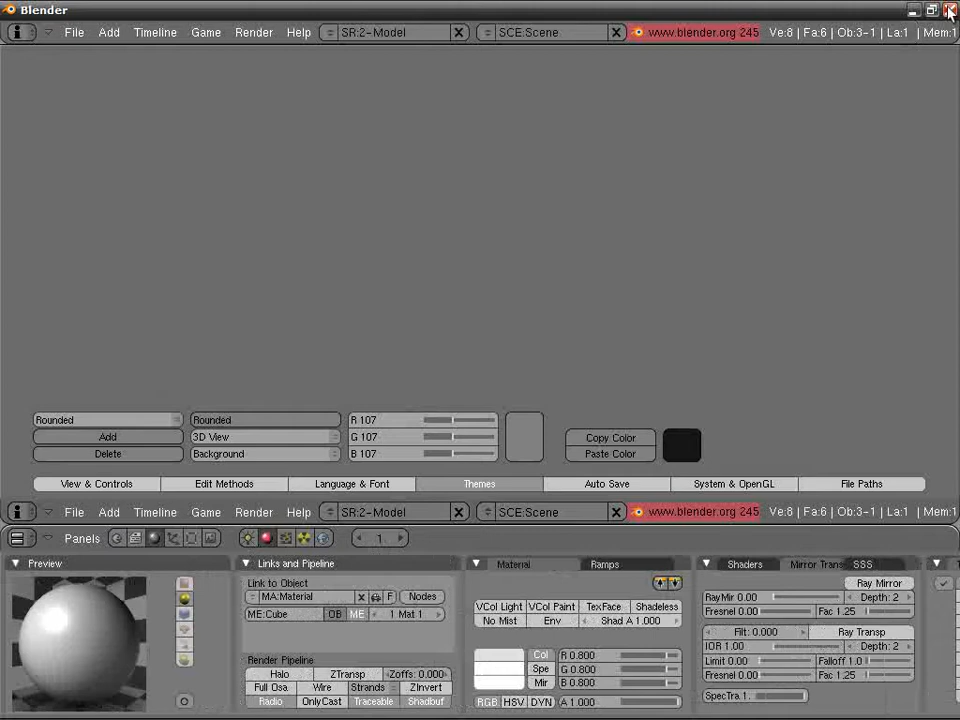 Blender
File Add Timeline Game Render Help SR:2-Model SCE:Scene www.blender.org 245 Ve:8 | Fa:6 | Ob:3-1 | La:1 | Mem:1
Rounded Rounded R 107
Add 3D View G 107 Copy Color
Delete Background B 107 Paste Color
View & Controls Edit Methods Language & Font Themes Auto Save System & OpenGL File Paths
File Add Timeline Game Render Help SR:2-Model SCE:Scene www.blender.org 245 Ve:8 | Fa:6 | Ob:3-1 | La:1 | Mem:1
Panels 1
Preview Links and Pipeline Material Ramps Shaders Mirror Trans SSS
Link to Object Ray Mirror
MA:Material F Nodes RayMir 0.00 Depth: 2
ME:Cube OB ME 1 Mat 1 VCol Light VCol Paint TexFace Shadeless Fresnel 0.00 Fac 1.25
No Mist Env Shad A 1.000
Filt: 0.000 Ray Transp
IOR 1.00 Depth: 2
Render Pipeline Col R 0.800 Limit 0.00 Falloff 1.0
Halo ZTransp Zoffs: 0.000 Spe G 0.800 Fresnel 0.00 Fac 1.25
Full Osa Wire Strands ZInvert Mir B 0.800
Radio OnlyCast Traceable Shadbuf RGB HSV DYN A 1.000 SpecTra 1.